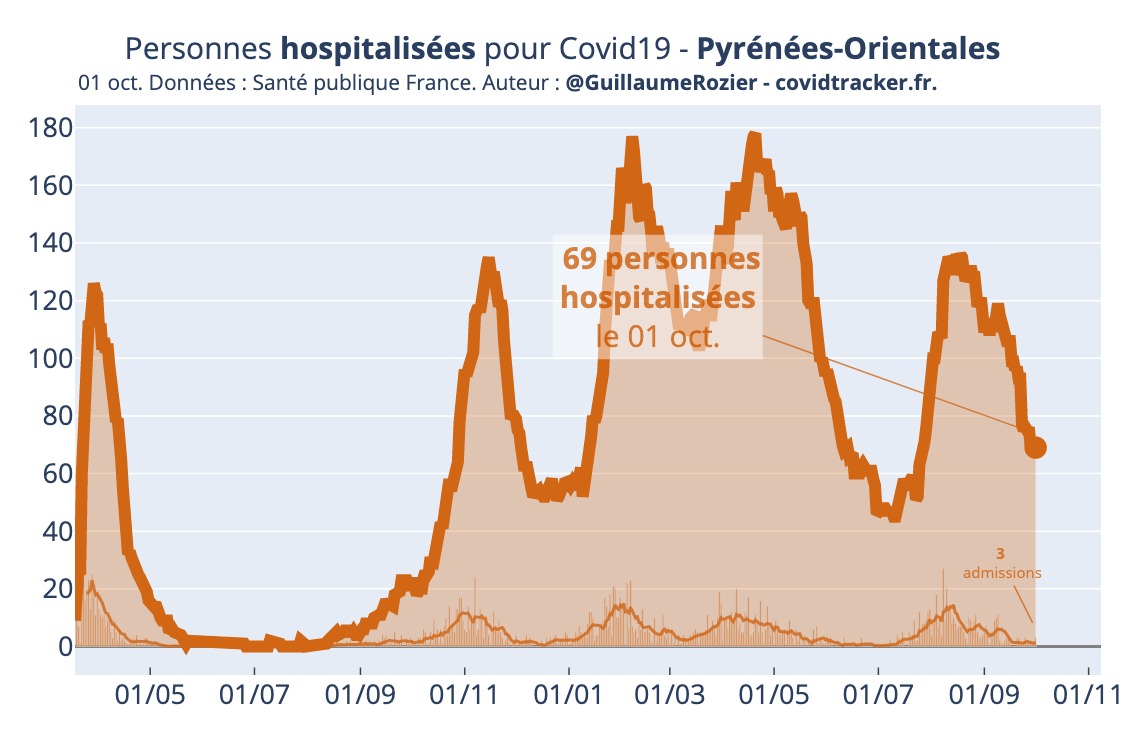 Personnes hospitalisées pour Covid19 - Pyrénées-Orientales
01 oct. Données : Santé publique France. Auteur : @GuillaumeRozier - covidtracker.fr.
180
160
140
120
100
80
60
40
20
0
69 personnes
hospitalisées
le 01 oct.
3
admissions
01/05 01/07 01/09 01/11 01/01 01/03 01/05 01/07 01/09 01/11